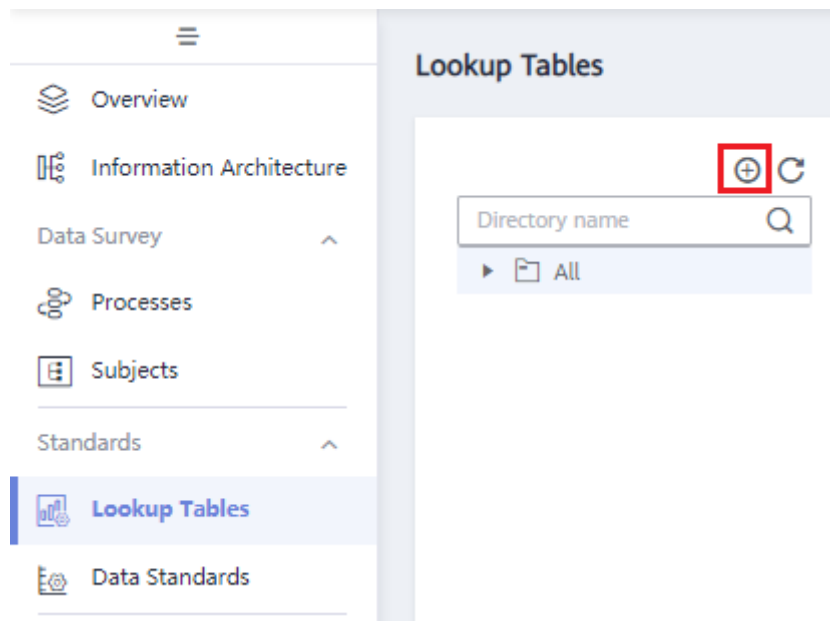 Overview
Information Architecture
Data Survey
Processes
Subjects
Standards
Lookup Tables
Data Standards
Lookup Tables
Directory name
All